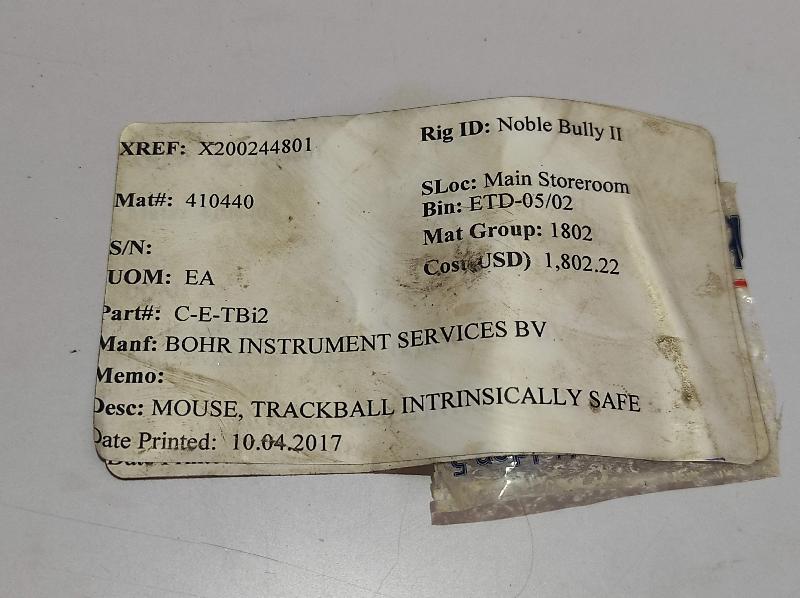 XREF: X200244801
Rig ID: Noble Bully II
Mat#: 410440
SLoc: Main Storeroom
Bin: ETD-05/02
S/N:
Mat Group: 1802
UOM: EA
Cost (USD) 1,802.22
Part#: C-E-TBi2
Manf: BOHR INSTRUMENT SERVICES BV
Memo:
Desc: MOUSE, TRACKBALL INTRINSICALLY SAFE
Date Printed: 10.04.2017